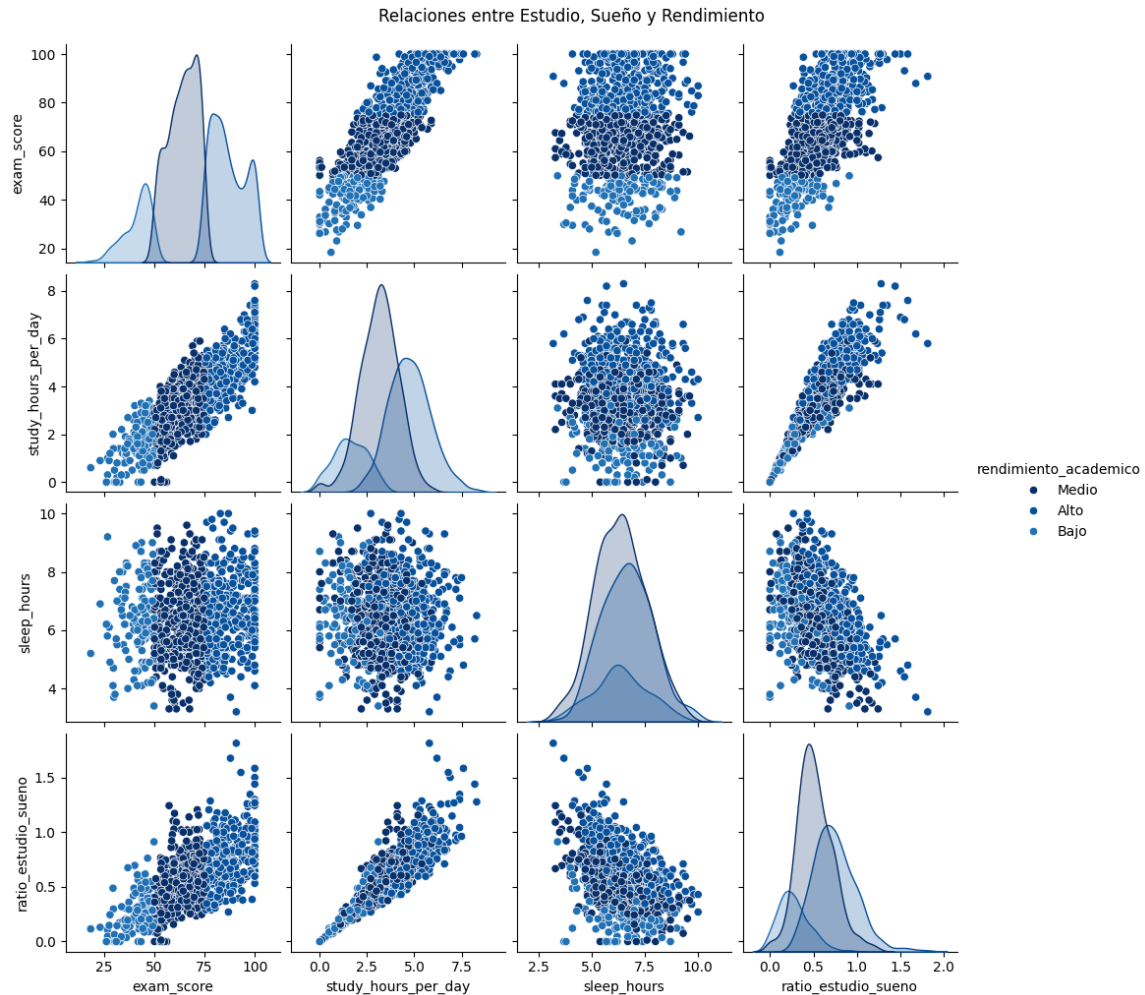 Relaciones entre Estudio, Sueño y Rendimiento
100
80
60
40
20
exam_score
8
6
4
2
0
study_hours_per_day
rendimiento_academico
Medio
Alto
Bajo
10
8
6
4
sleep_hours
1.5
1.0
0.5
0.0
ratio_estudio_sueno
25 50 75 100
0.0 2.5 5.0 7.5
2.5 5.0 7.5 10.0
0.0 0.5 1.0 1.5 2.0
exam_score
study_hours_per_day
sleep_hours
ratio_estudio_sueno